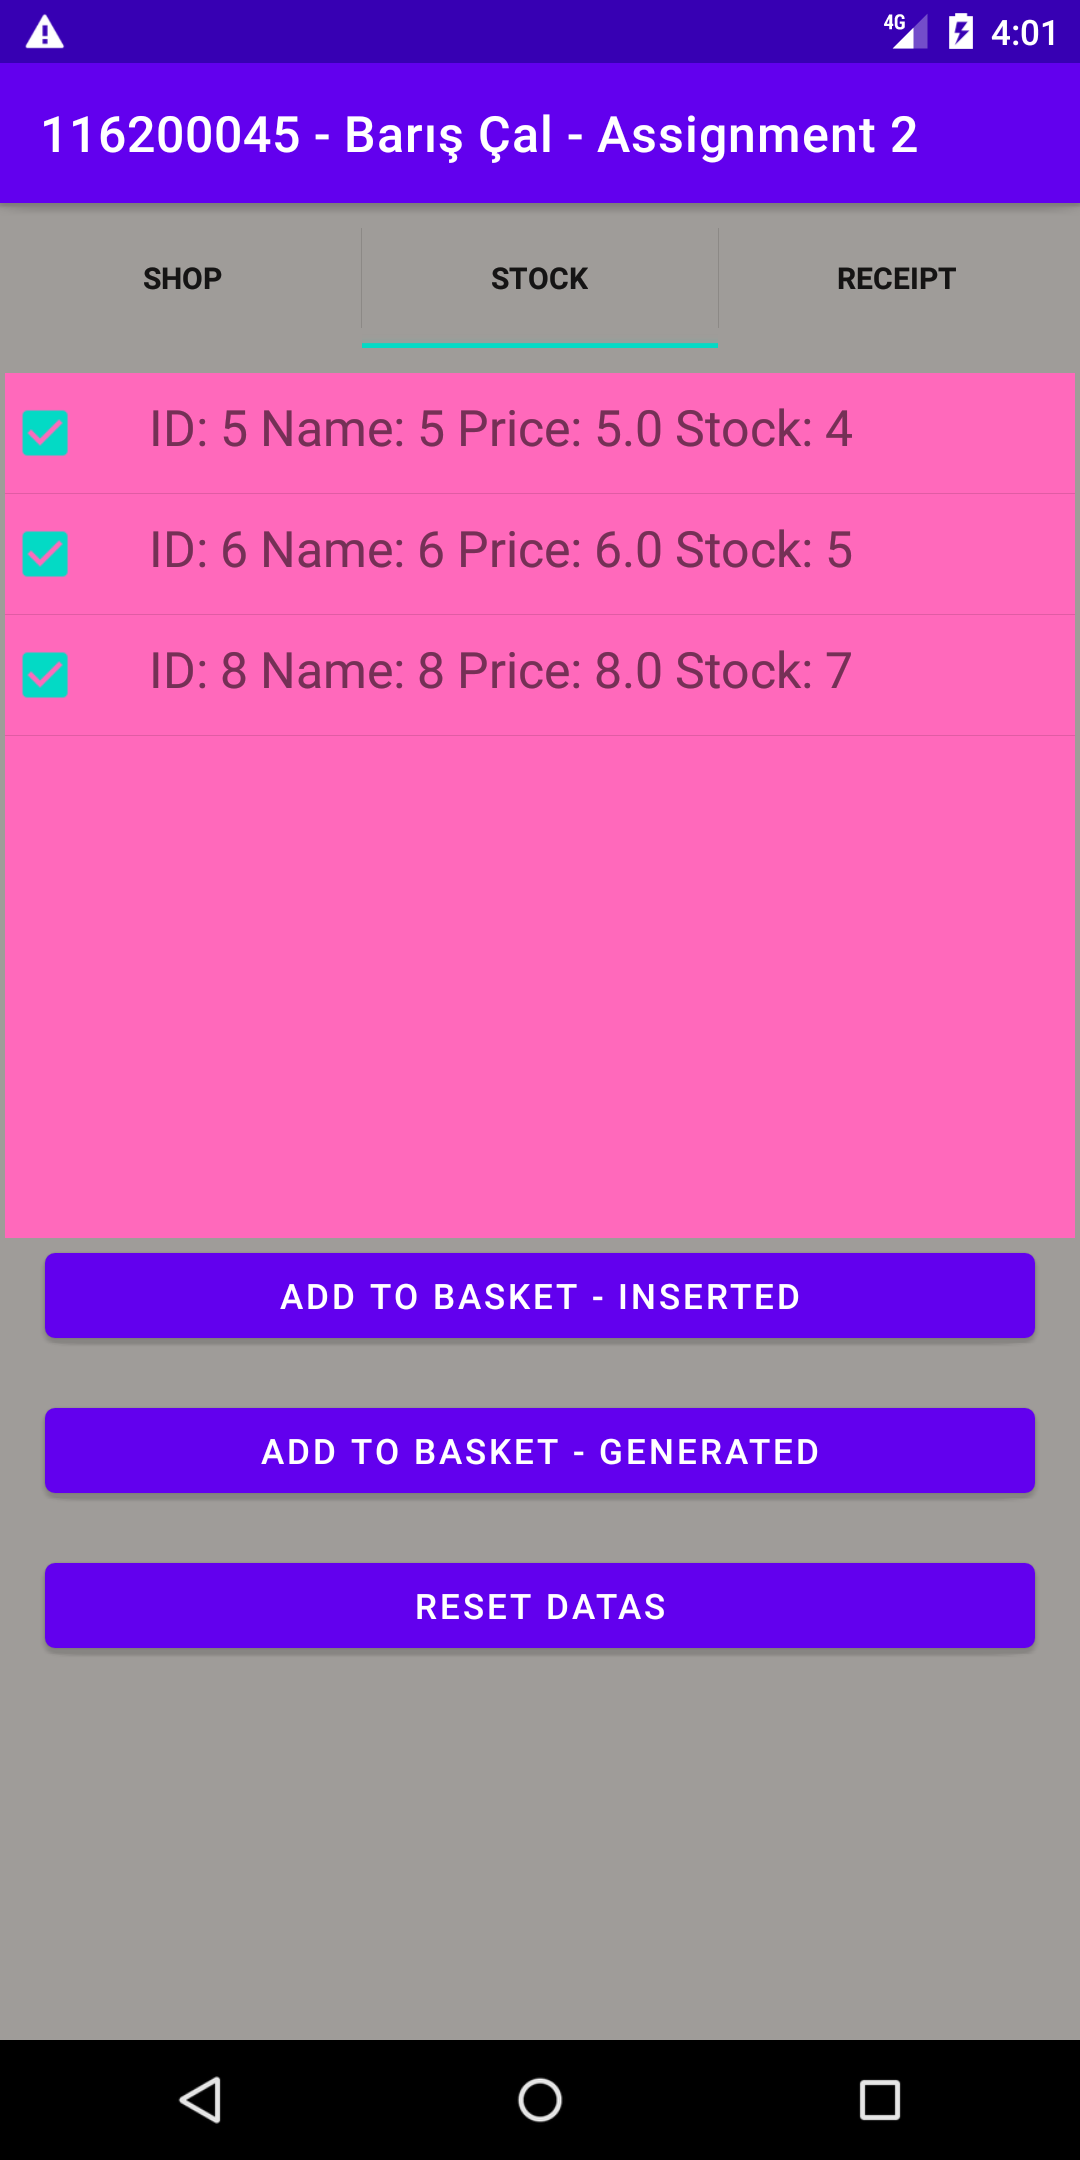 4G 4:01
116200045 - Barış Çal - Assignment 2
SHOP STOCK RECEIPT
ID: 5 Name: 5 Price: 5.0 Stock: 4
ID: 6 Name: 6 Price: 6.0 Stock: 5
ID: 8 Name: 8 Price: 8.0 Stock: 7
ADD TO BASKET - INSERTED
ADD TO BASKET - GENERATED
RESET DATAS